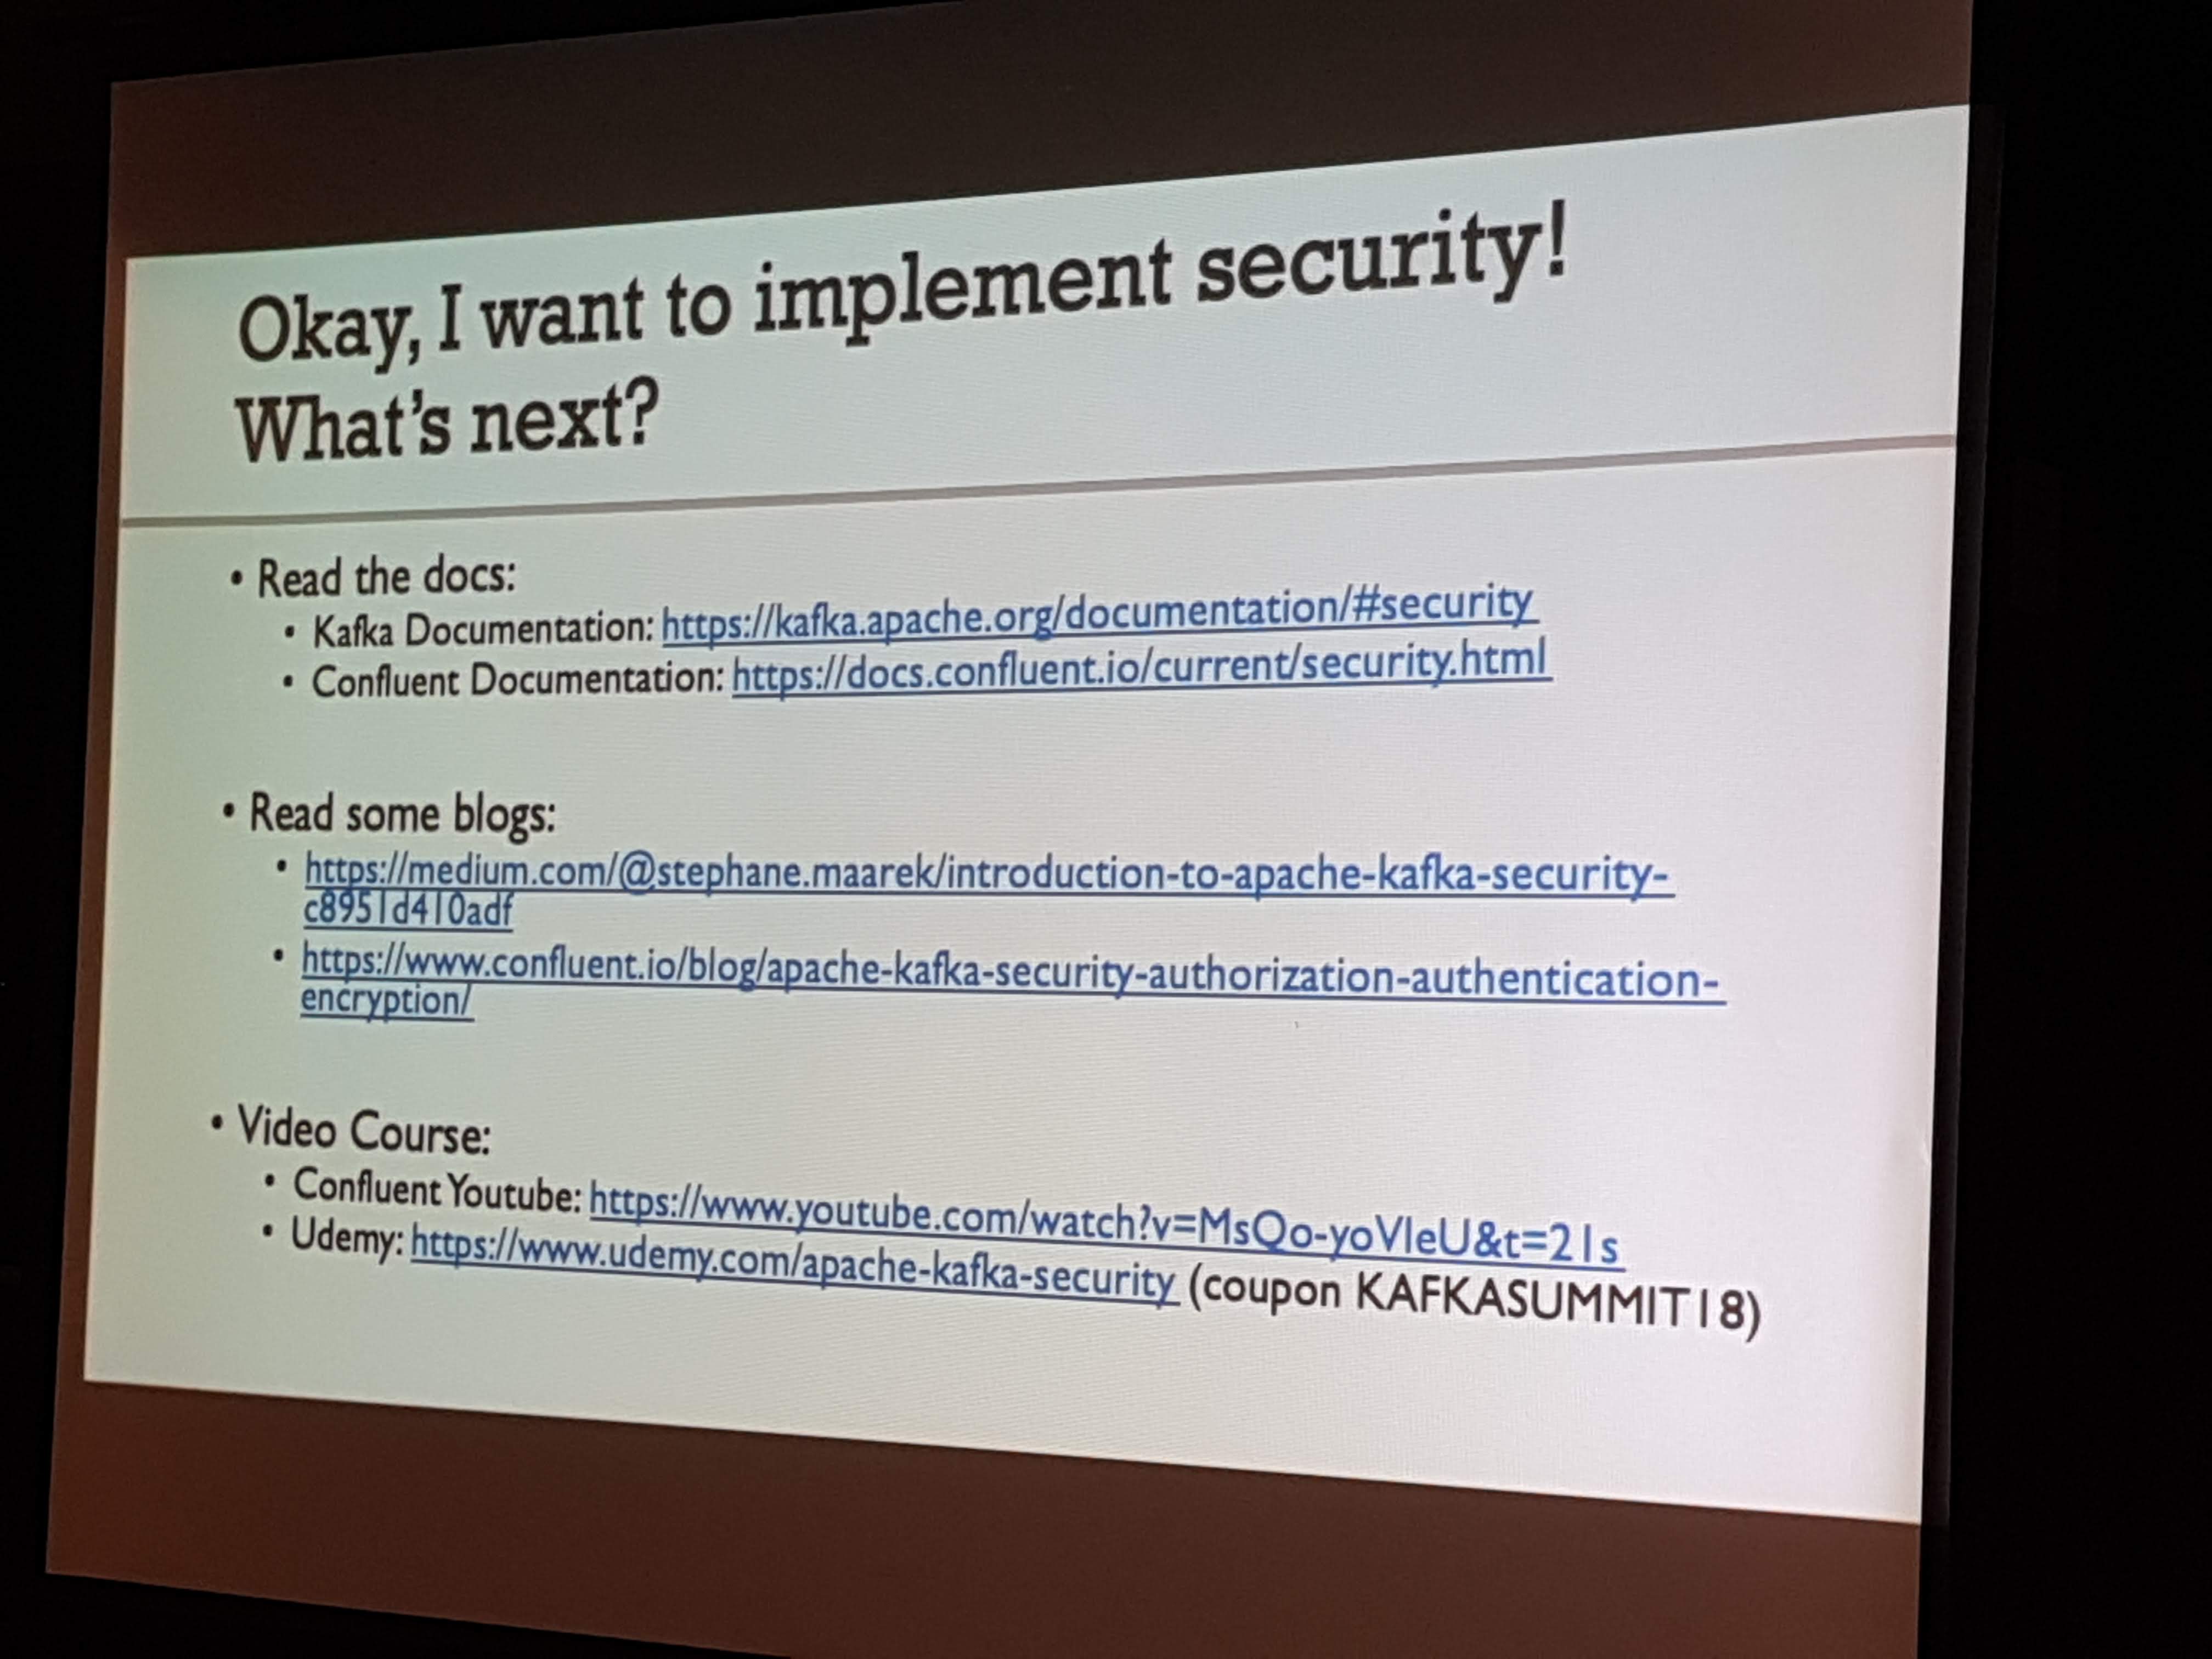 Okay, I want to implement security!
What's next?
• Read the docs:
• Kafka Documentation: https://kafka.apache.org/documentation/#security
• Confluent Documentation: https://docs.confluent.io/current/security.html
• Read some blogs:
• https://medium.com/@stephane.maarek/introduction-to-apache-kafka-security-
c8951d410adf
• https://www.confluent.io/blog/apache-kafka-security-authorization-authentication-
encryption/
• Video Course:
• Confluent Youtube: https://www.youtube.com/watch?v=MsQo-yoVleU&t=21s
• Udemy: https://www.udemy.com/apache-kafka-security (coupon KAFKASUMMIT18)